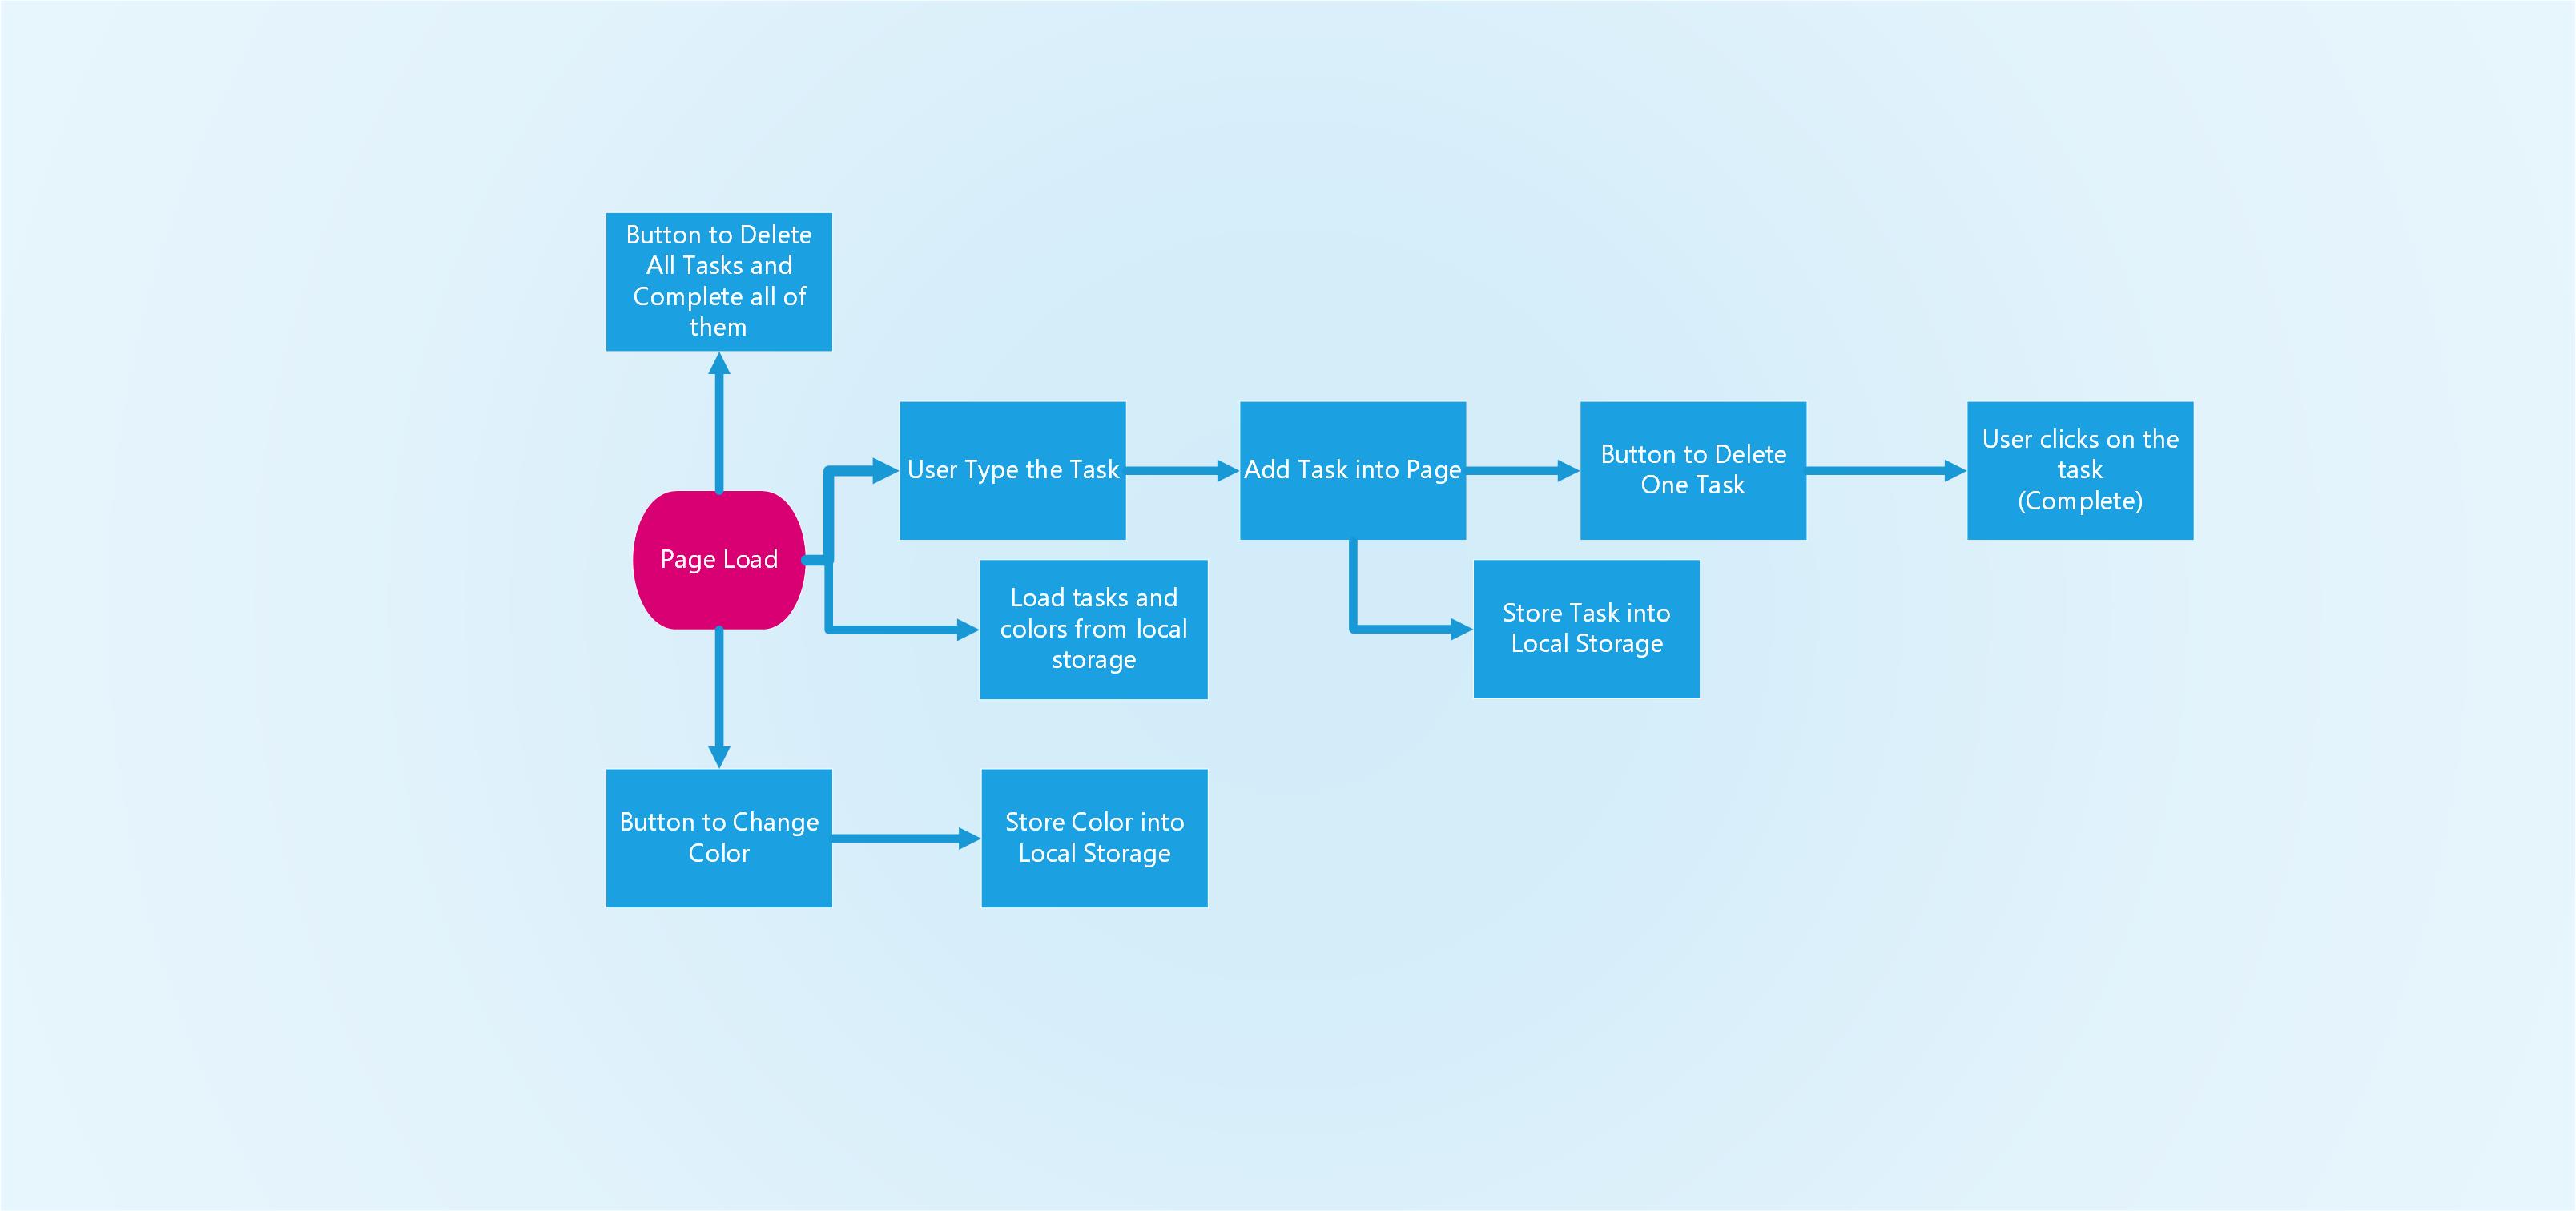 Button to Delete
All Tasks and
Complete all of
them
User Type the Task
Add Task into Page
Button to Delete
One Task
User clicks on the
task
(Complete)
Page Load
Load tasks and
colors from local
storage
Store Task into
Local Storage
Button to Change
Color
Store Color into
Local Storage